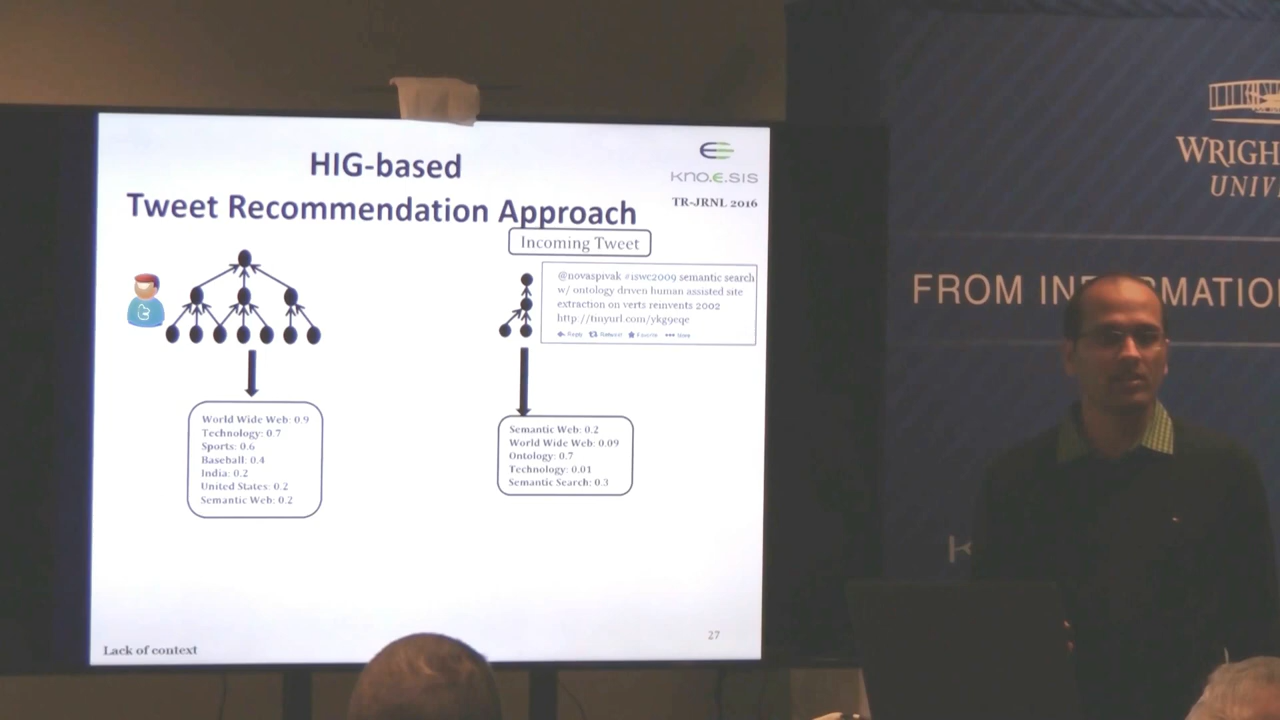 HIG-based
Tweet Recommendation Approach
kno.e.sis
TR-JRNL 2016
Incoming Tweet
@novaspivak #iswc2009 semantic search
w/ ontology driven human assisted site
extraction on verts reinvents 2002
http://tinyurl.com/ykg9eqe
Reply Retweet Favorite More
World Wide Web: 0.9
Technology: 0.7
Sports: 0.6
Baseball: 0.4
India: 0.2
United States: 0.2
Semantic Web: 0.2
Semantic Web: 0.2
World Wide Web: 0.09
Ontology: 0.7
Technology: 0.01
Semantic Search: 0.3
Lack of context
27
WRIGH
UNIV
FROM IN MATIO
K